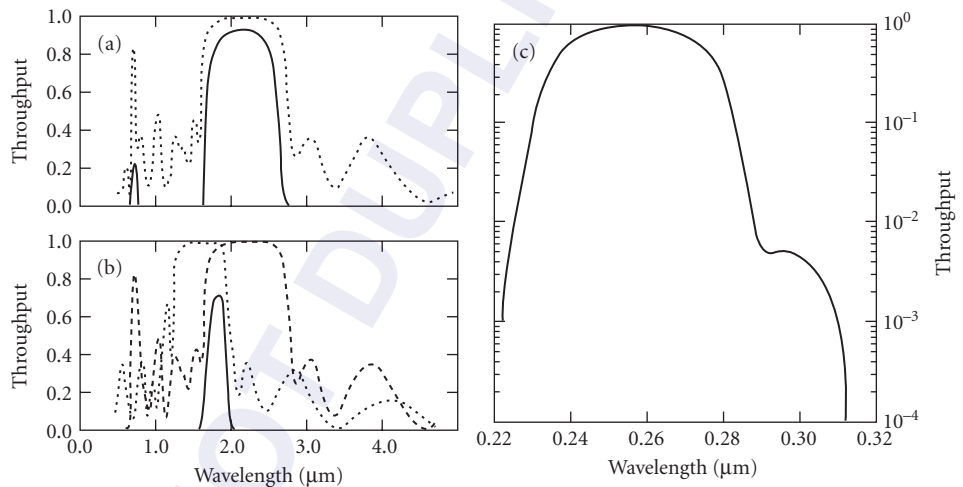 (a)
Throughput
1.0
0.8
0.6
0.4
0.2
0.0
(b)
Throughput
1.0
0.8
0.6
0.4
0.2
0.0
0.0 1.0 2.0 3.0 4.0
Wavelength (μm)
(c)
10⁰
10⁻¹
10⁻²
10⁻³
10⁻⁴
Throughput
0.22 0.24 0.26 0.28 0.30 0.32
Wavelength (μm)
OT DUPLI